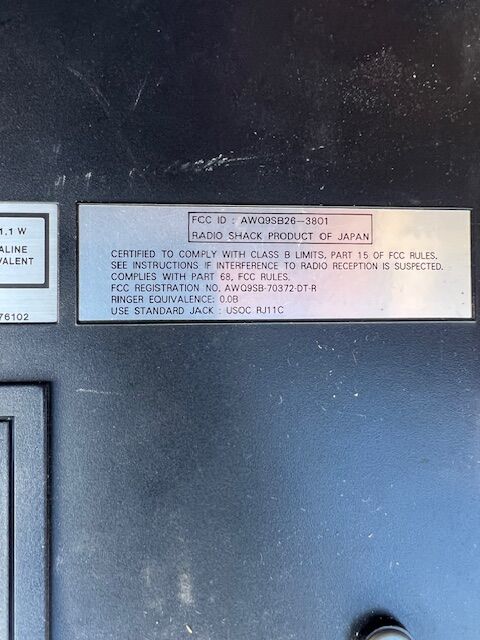 1.1 W
ALINE
VALENT
76102
FCC ID : AWQ9SB26-3801
RADIO SHACK PRODUCT OF JAPAN
CERTIFIED TO COMPLY WITH CLASS B LIMITS, PART 15 OF FCC RULES.
SEE INSTRUCTIONS IF INTERFERENCE TO RADIO RECEPTION IS SUSPECTED.
COMPLIES WITH PART 68, FCC RULES.
FCC REGISTRATION NO. AWQ9SB-70372-DT-R
RINGER EQUIVALENCE: 0.0B
USE STANDARD JACK : USOC RJ11C